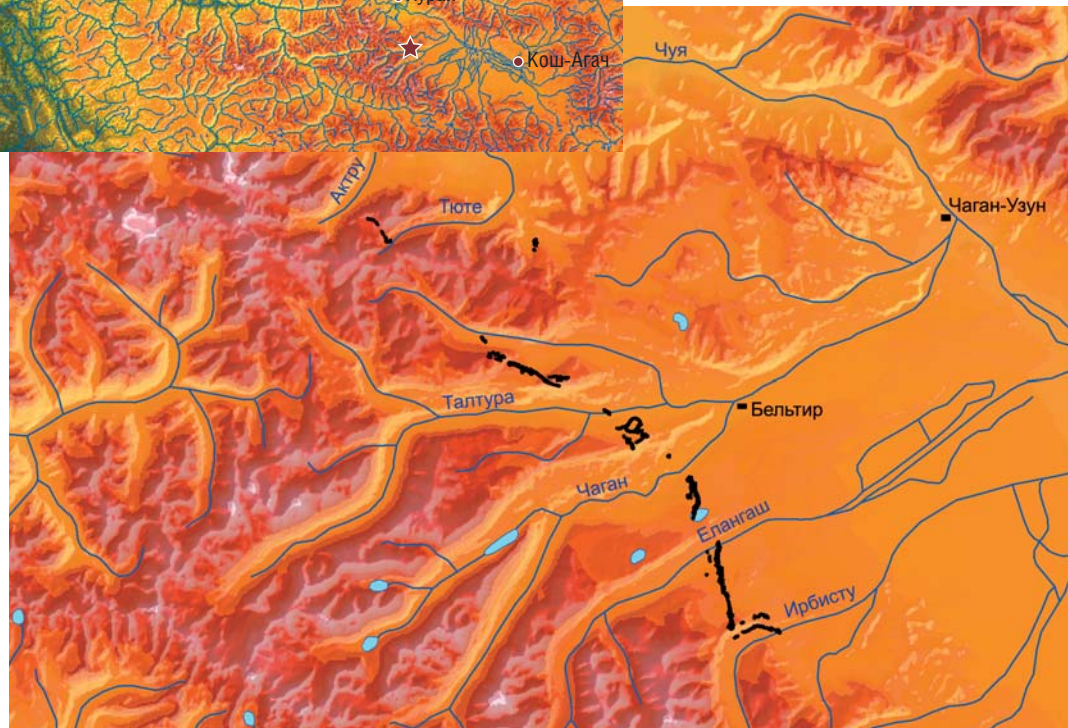 Кош-Агач
Чуя
Актру
Тюте
Чаган-Узун
Талтура
Бельтир
Чаган
Елангаш
Ирбисту